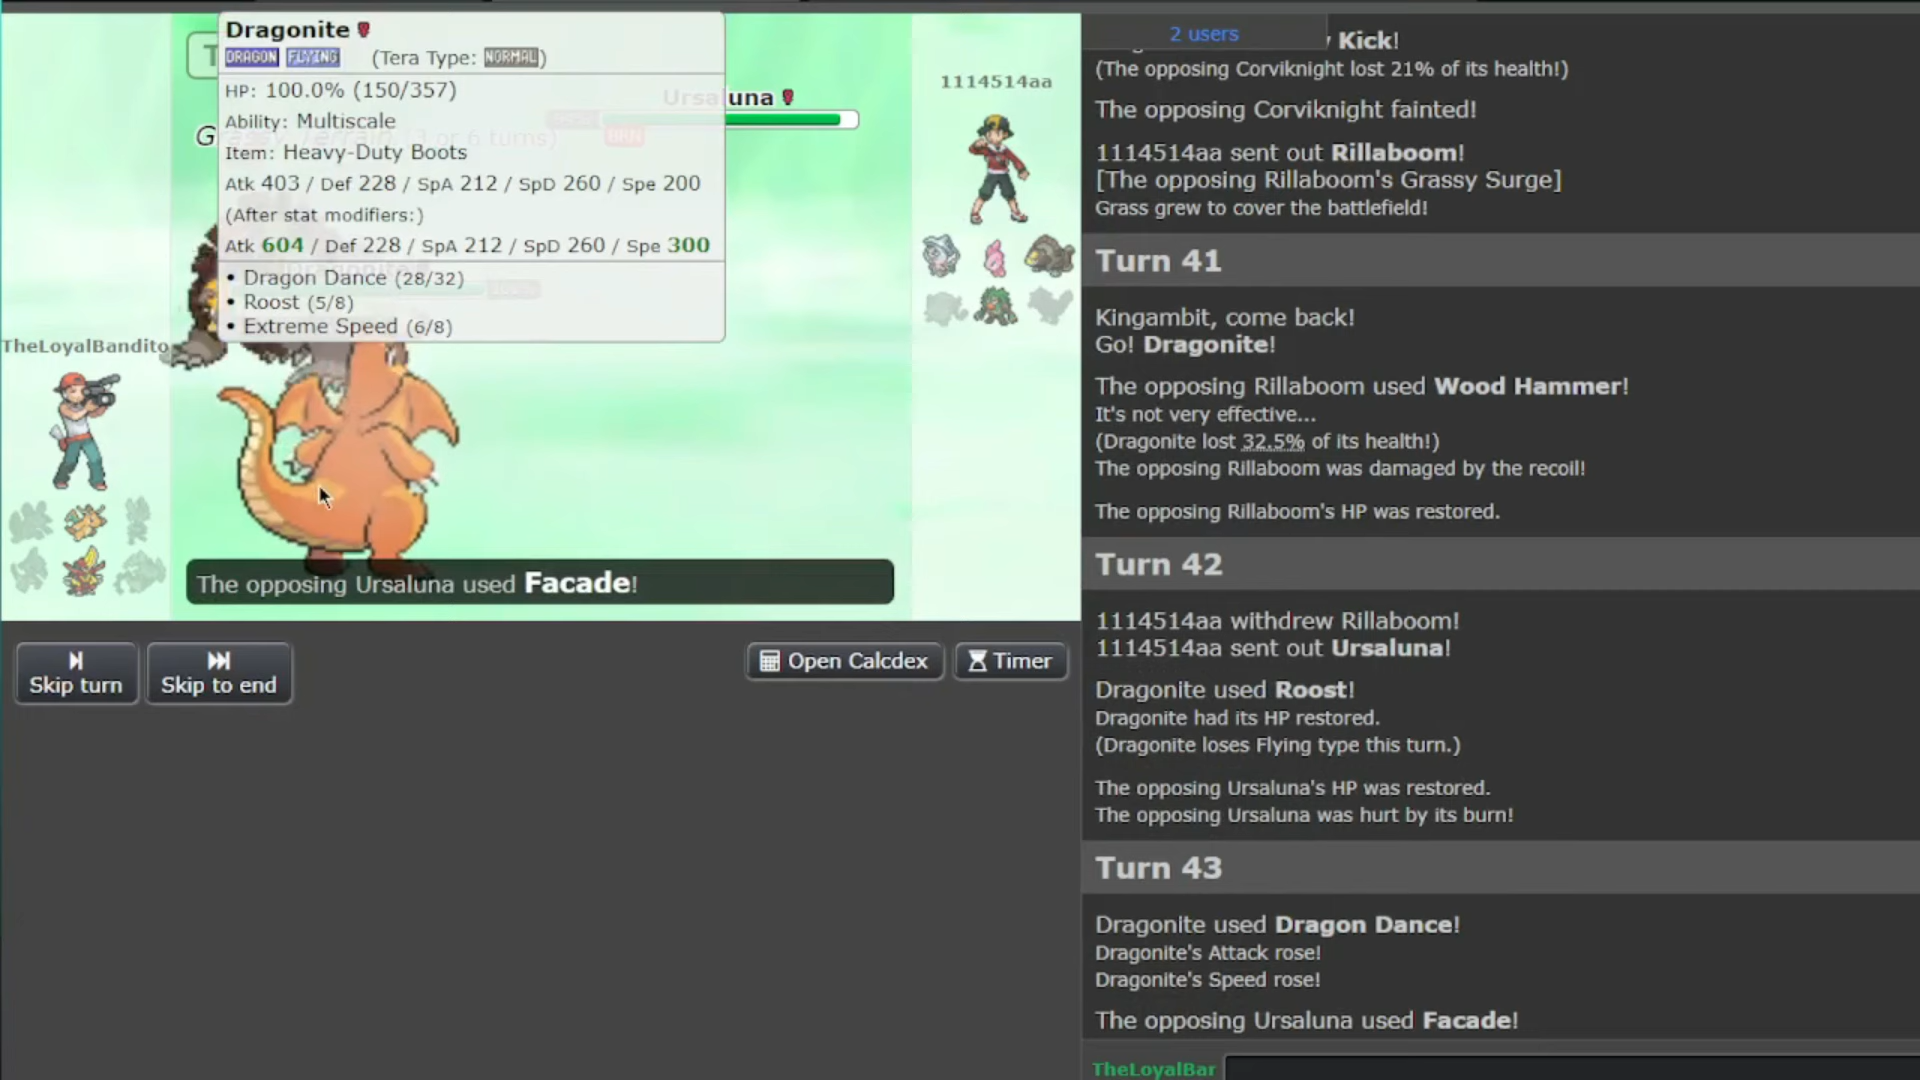 Dragonite
DRAGON FLYING (Tera Type: NORMAL)
HP: 100.0% (150/357)
Ability: Multiscale
Item: Heavy-Duty Boots
Atk 403 / Def 228 / SpA 212 / SpD 260 / Spe 200
(After stat modifiers:)
Atk 604 / Def 228 / SpA 212 / SpD 260 / Spe 300
• Dragon Dance (28/32)
• Roost (5/8)
• Extreme Speed (6/8)
Ursaluna
BRN
Grassy Terrain (3 or 6 turns)
1114514aa
TheLoyalBandito
The opposing Ursaluna used Facade!
Skip turn
Skip to end
Open Calcdex
Timer
2 users
Kick!
(The opposing Corviknight lost 21% of its health!)
The opposing Corviknight fainted!
1114514aa sent out Rillaboom!
[The opposing Rillaboom's Grassy Surge]
Grass grew to cover the battlefield!
Turn 41
Kingambit, come back!
Go! Dragonite!
The opposing Rillaboom used Wood Hammer!
It's not very effective...
(Dragonite lost 32.5% of its health!)
The opposing Rillaboom was damaged by the recoil!
The opposing Rillaboom's HP was restored.
Turn 42
1114514aa withdrew Rillaboom!
1114514aa sent out Ursaluna!
Dragonite used Roost!
Dragonite had its HP restored.
(Dragonite loses Flying type this turn.)
The opposing Ursaluna's HP was restored.
The opposing Ursaluna was hurt by its burn!
Turn 43
Dragonite used Dragon Dance!
Dragonite's Attack rose!
Dragonite's Speed rose!
The opposing Ursaluna used Facade!
TheLoyalBar